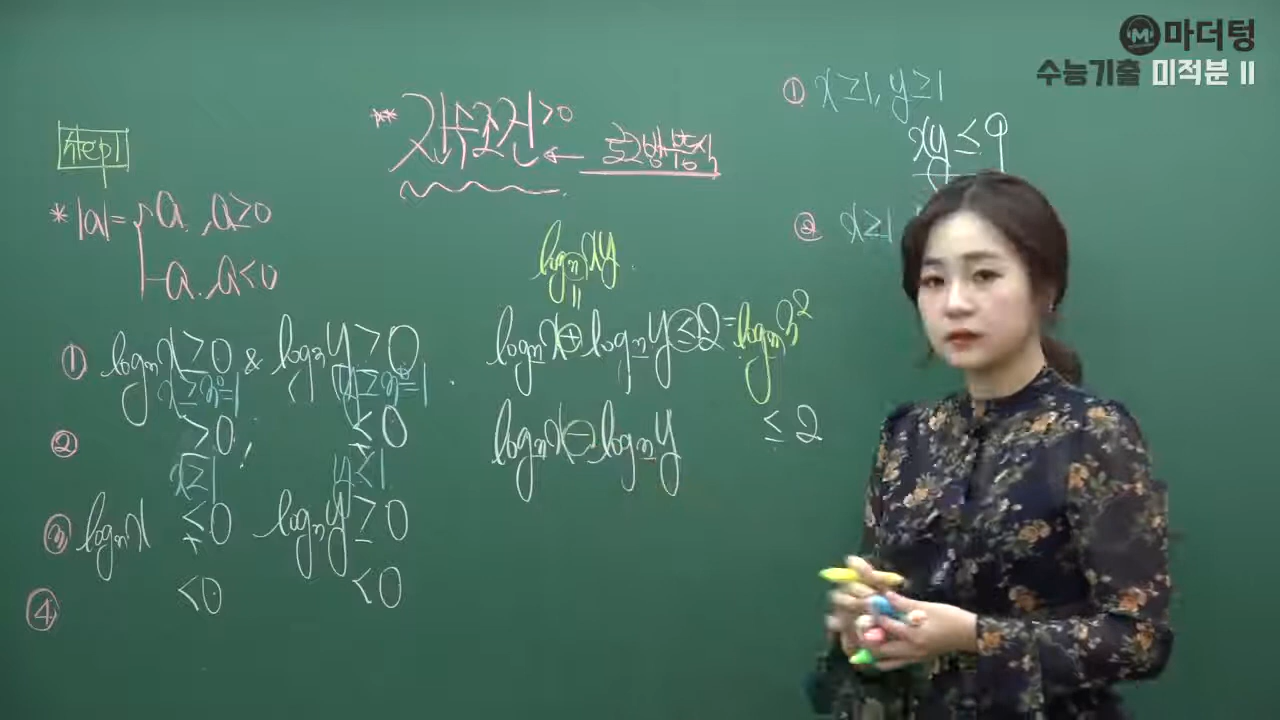 마더텅
수능기출 미적분 II
Step1
** 진수조건>0 ← 로그방부등식
* |a|= a, a≥0
-a, a<0
① logₙx≥0 & logₙy≥0
x≥n⁰=1 y≥n⁰=1
② ≥0, <0
x≥1 y<1
③ logₙx <0 logₙy≥0
④ <0 <0
logₙxy
logₙx+logₙy≤2=logₙn²
logₙx-logₙy ≤2
① x≥1, y≥1
xy≤9
② x≥1